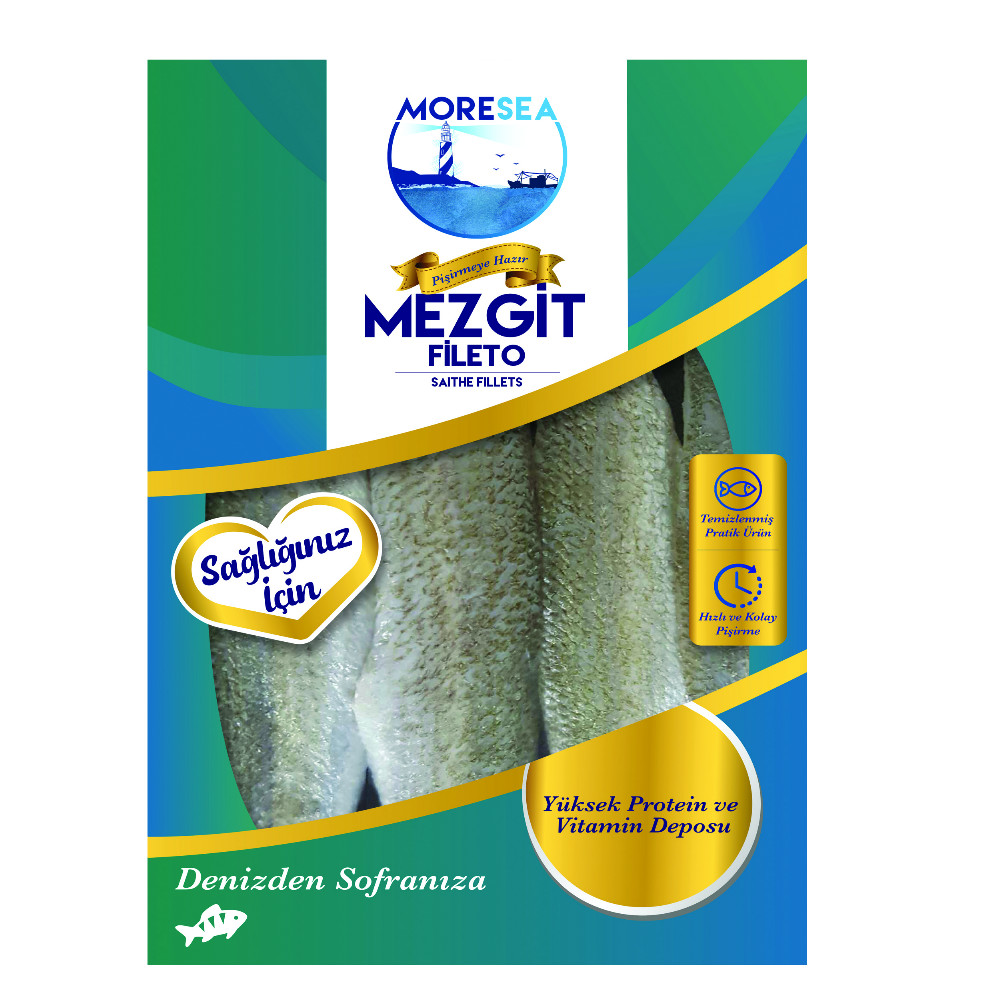 MORESEA
Pişirmeye Hazır
MEZGİT
FİLETO
SAITHE FILLETS
Temizlenmiş
Pratik Ürün
Sağlığınız
İçin
Hızlı ve Kolay
Pişirme
Yüksek Protein ve
Vitamin Deposu
Denizden Sofranıza